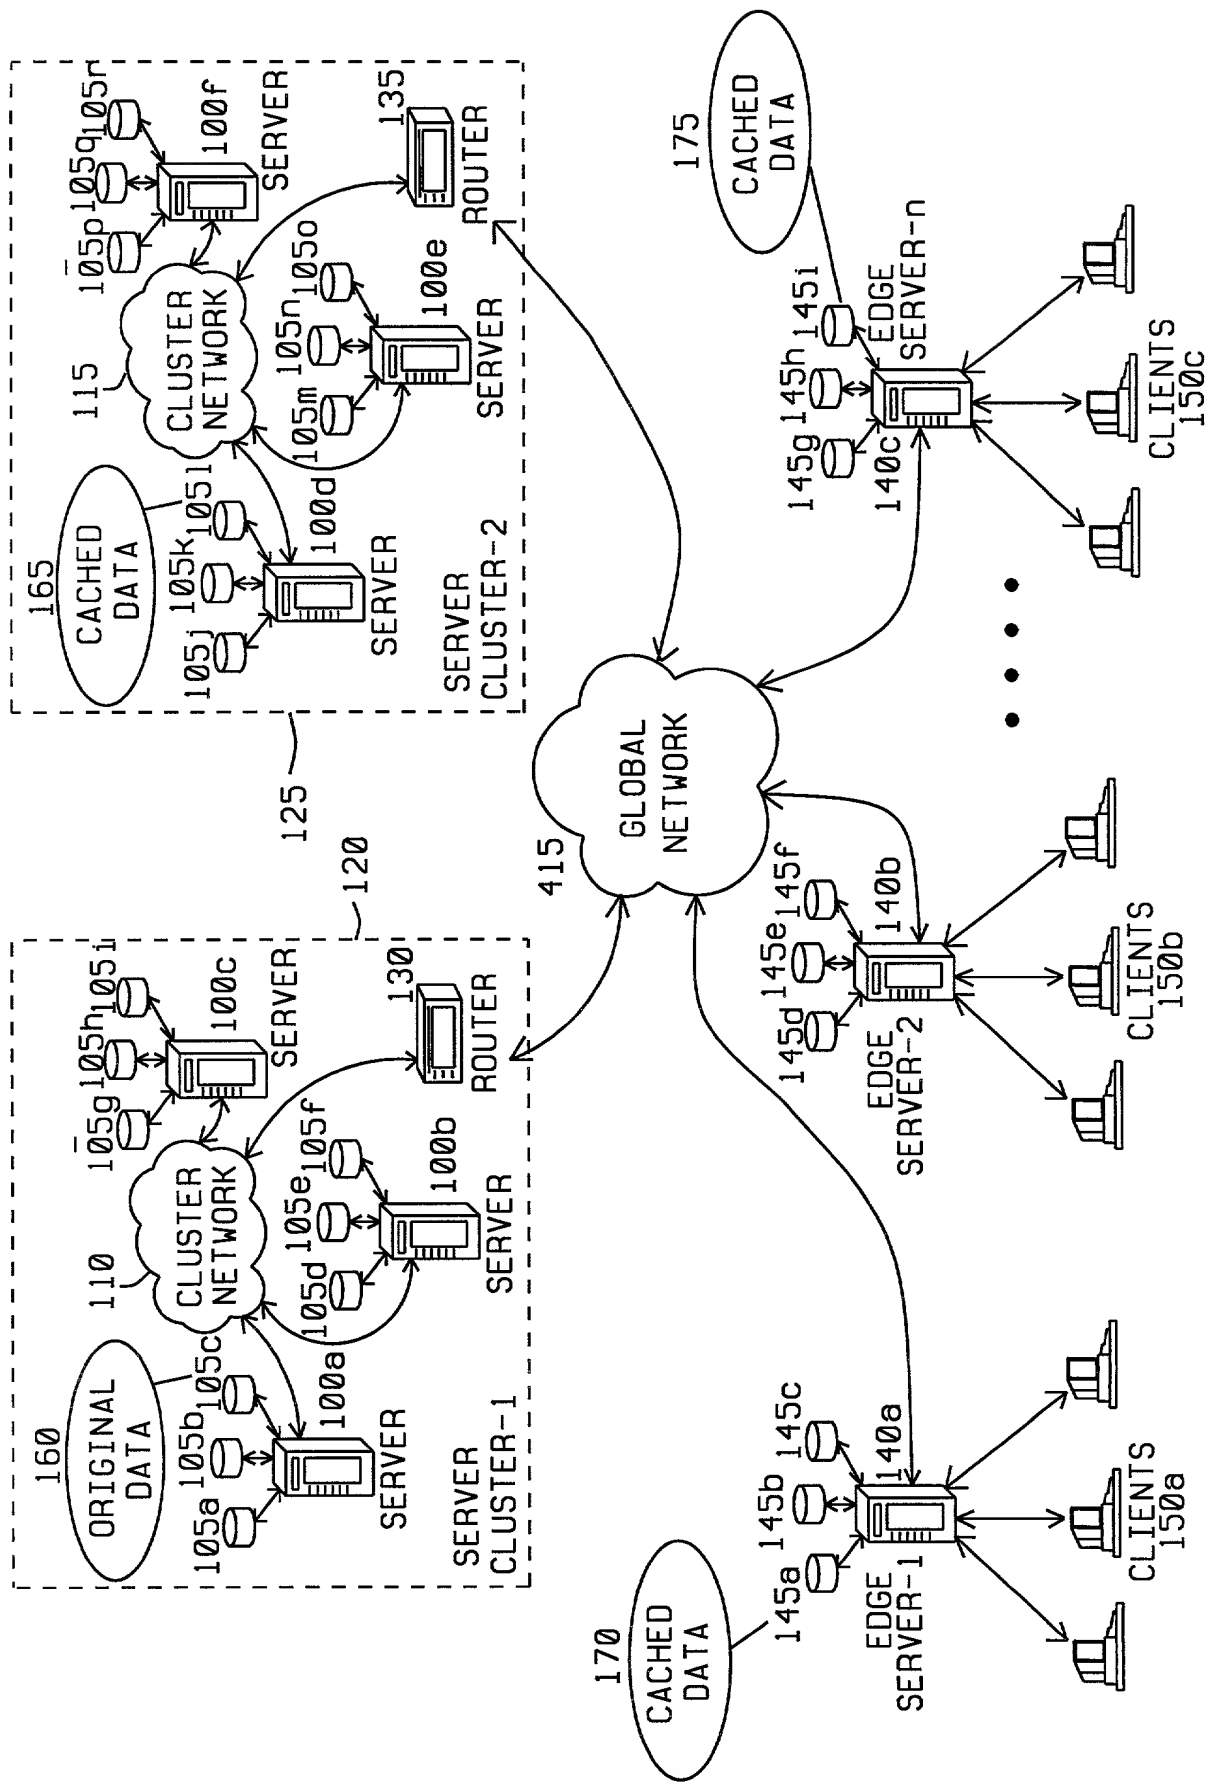 160
ORIGINAL
DATA
105a
105b
105c
100a
SERVER
110
CLUSTER
NETWORK
105d
105e
105f
100b
SERVER
105g
105h
105i
100c
SERVER
130
ROUTER
SERVER
CLUSTER-1
120
165
CACHED
DATA
105j
105k
105l
100d
SERVER
115
CLUSTER
NETWORK
105m
105n
105o
100e
SERVER
105p
105q
105r
100f
SERVER
135
ROUTER
SERVER
CLUSTER-2
125
415
GLOBAL
NETWORK
170
CACHED
DATA
145a
145b
145c
140a
EDGE
SERVER-1
CLIENTS
150a
145d
145e
145f
140b
EDGE
SERVER-2
CLIENTS
150b
175
CACHED
DATA
145g
145h
145i
140c
EDGE
SERVER-n
CLIENTS
150c